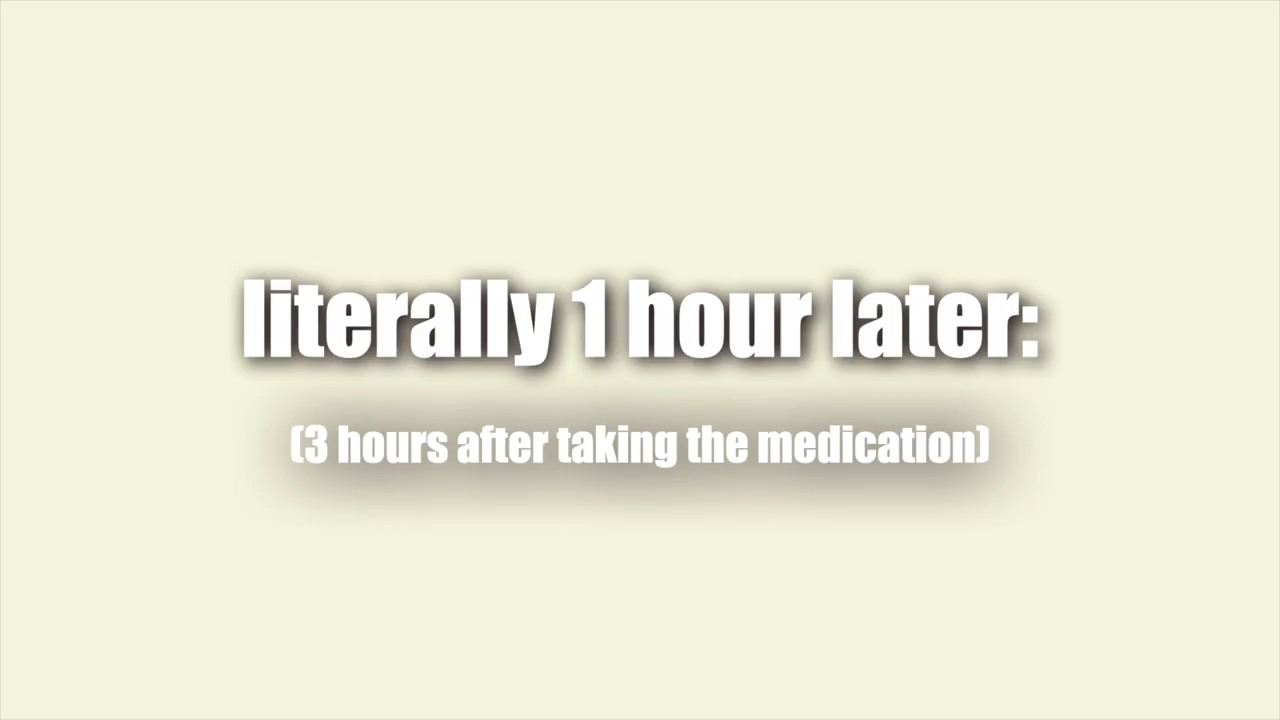 literally 1 hour later:
(3 hours after taking the medication)